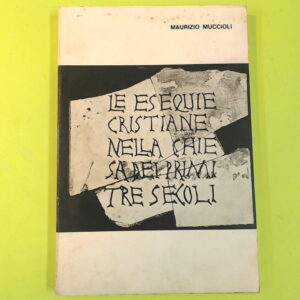 MAURIZIO MUCCIOLI
LE ESEQUIE
CRISTIANE
NELLA CHIE
SA DEI PRIMI
TRE SECOLI